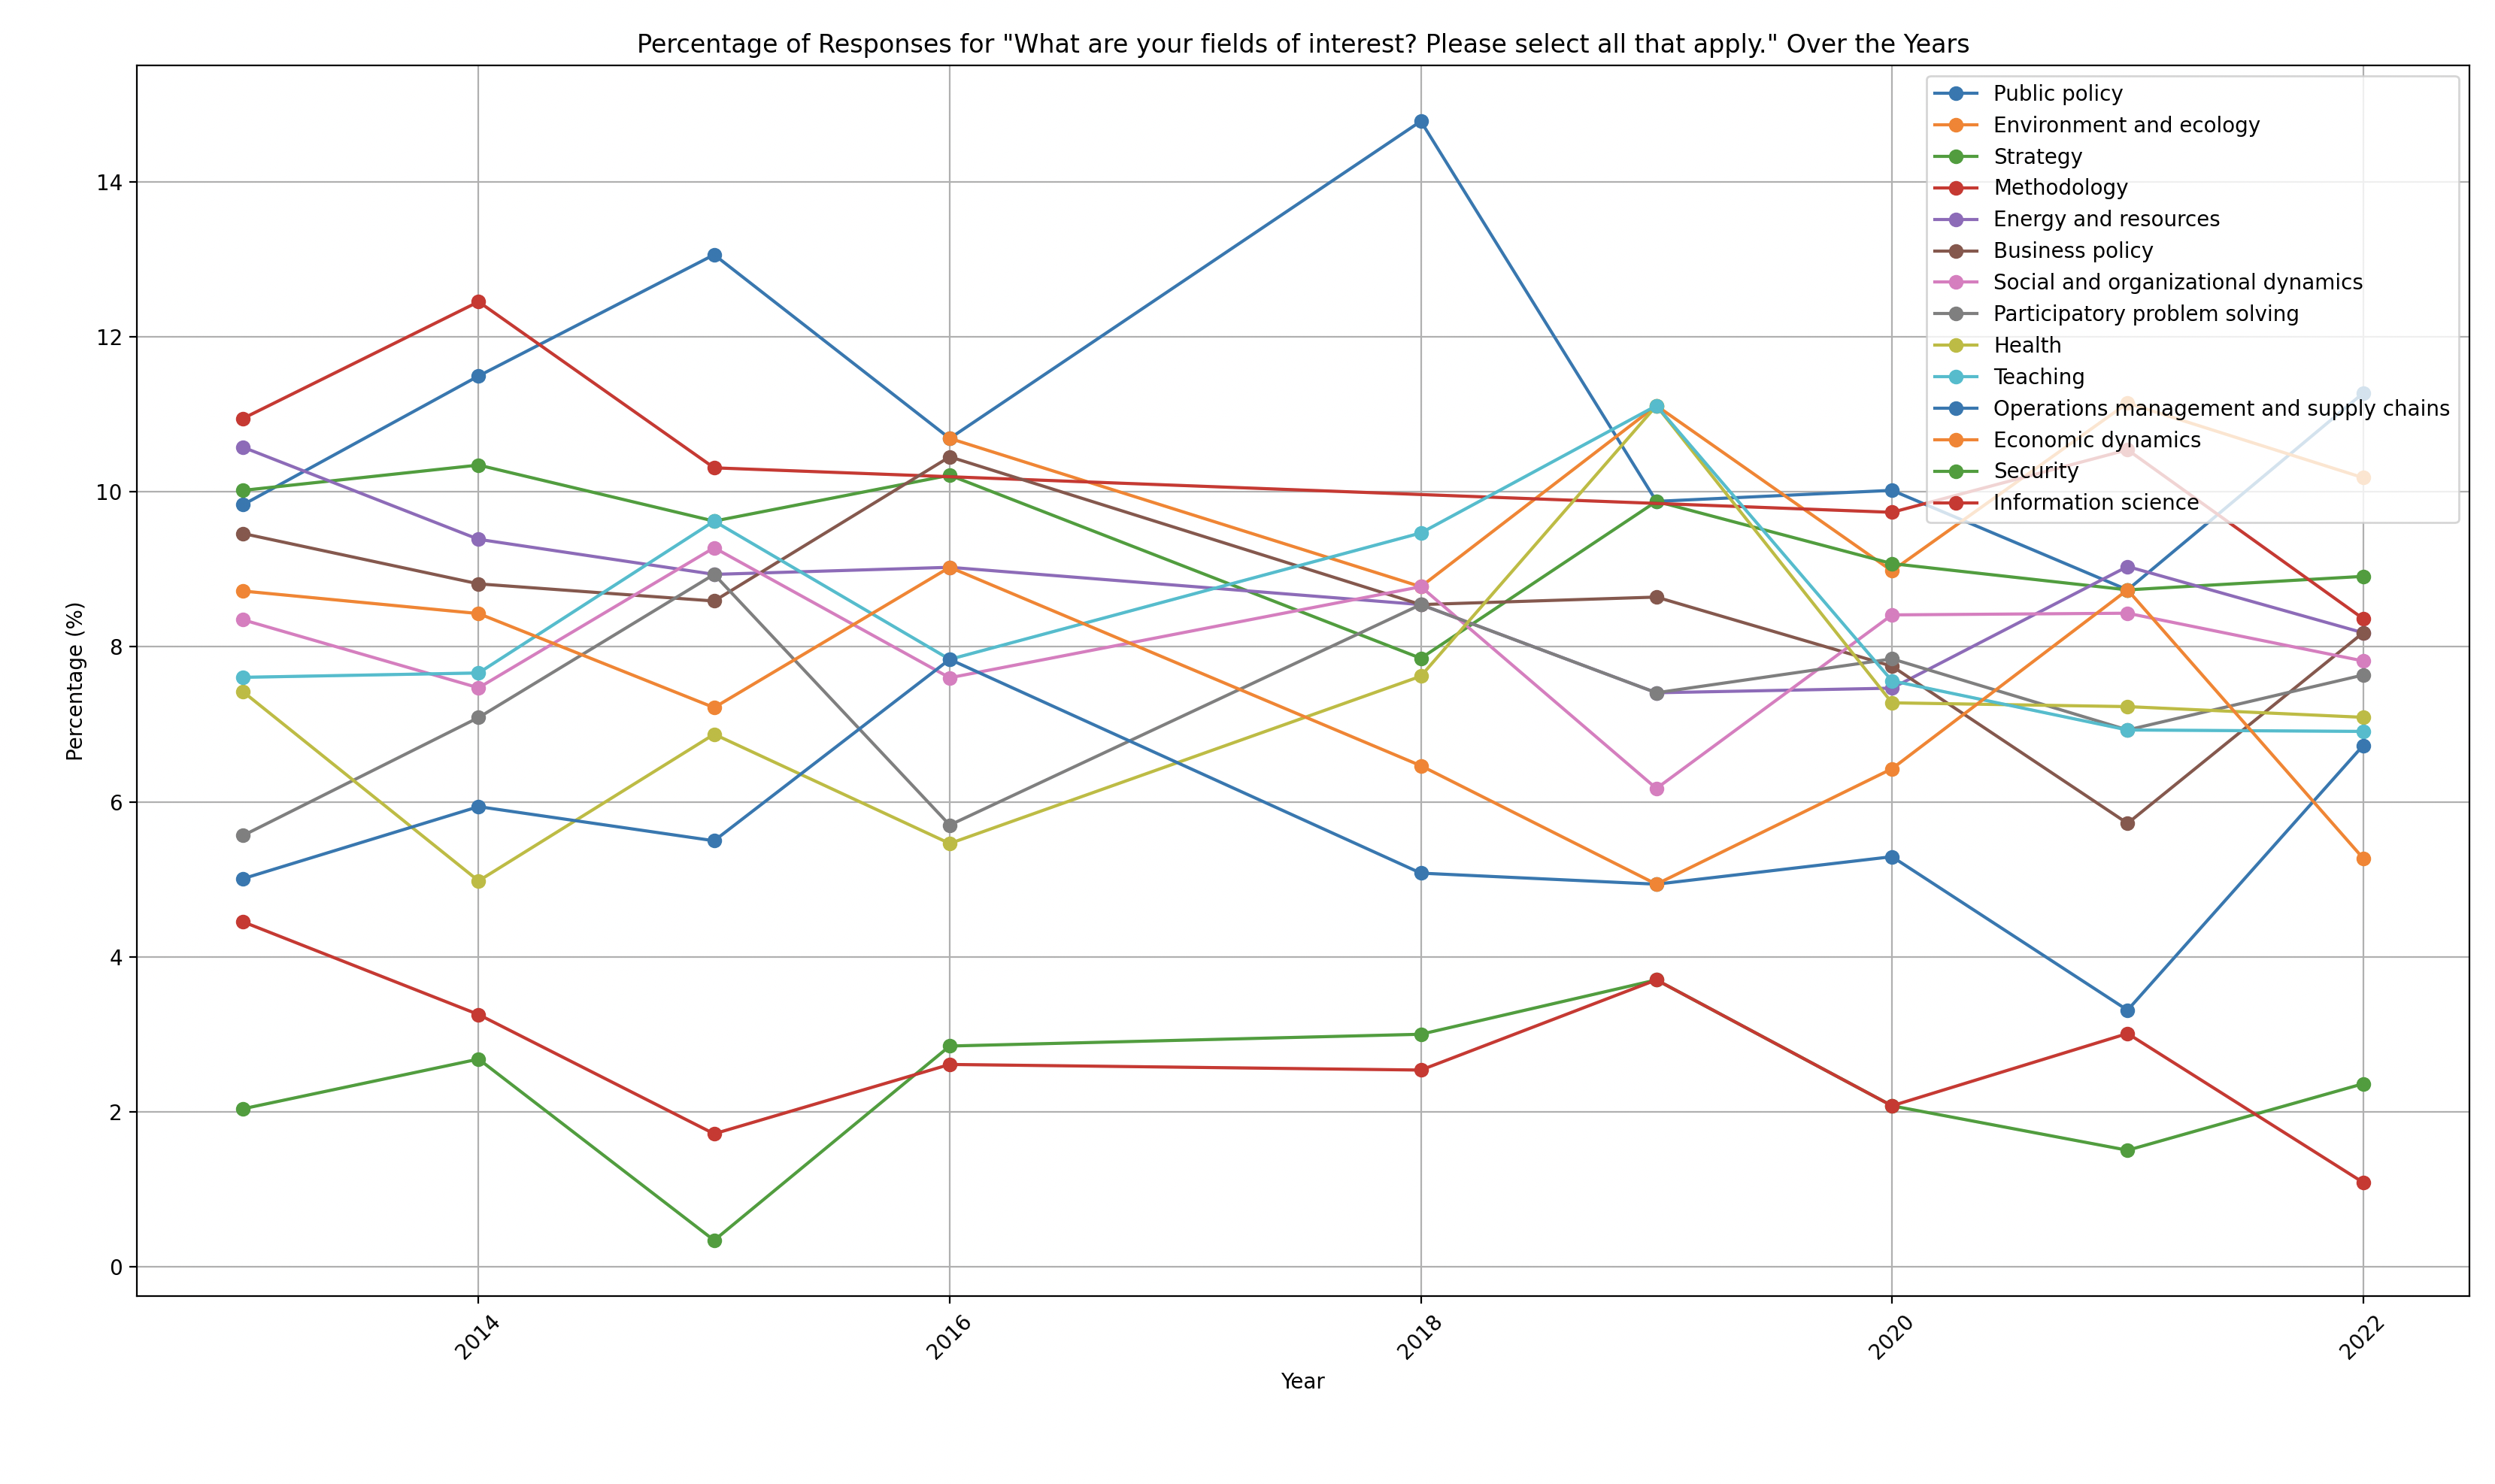 Percentage of Responses for "What are your fields of interest? Please select all that apply." Over the Years
Percentage (%)
14
12
10
8
6
4
2
0
Public policy
Environment and ecology
Strategy
Methodology
Energy and resources
Business policy
Social and organizational dynamics
Participatory problem solving
Health
Teaching
Operations management and supply chains
Economic dynamics
Security
Information science
2014
2016
2018
2020
2022
Year